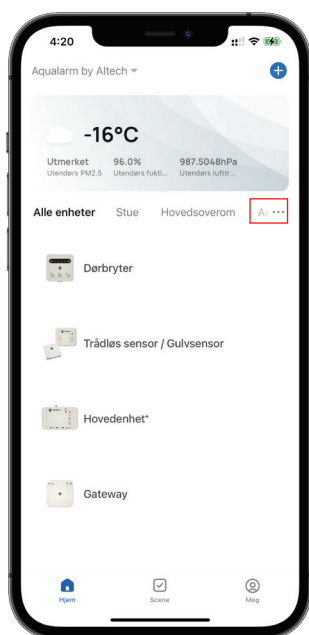 4:20
Aqualarm by Altech
-16°C
Utmerket 96.0% 987.5048hPa
Utendørs PM2.5 Utendørs fukti... Utendørs lufttr...
Alle enheter Stue Hovedsoverom
Dørbryter
Trådløs sensor / Gulvsensor
Hovedenhet*
Gateway
Hjem Scene Meg